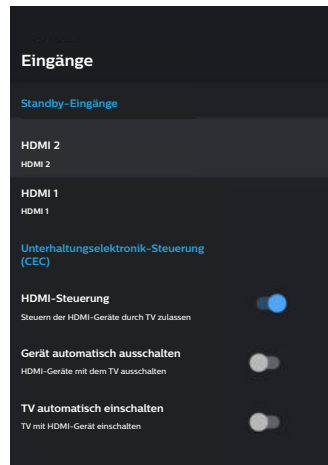 Eingänge
Standby-Eingänge
HDMI 2
HDMI 2
HDMI 1
HDMI 1
Unterhaltungselektronik-Steuerung
(CEC)
HDMI-Steuerung
Steuern der HDMI-Geräte durch TV zulassen
Gerät automatisch ausschalten
HDMI-Geräte mit dem TV ausschalten
TV automatisch einschalten
TV mit HDMI-Gerät einschalten